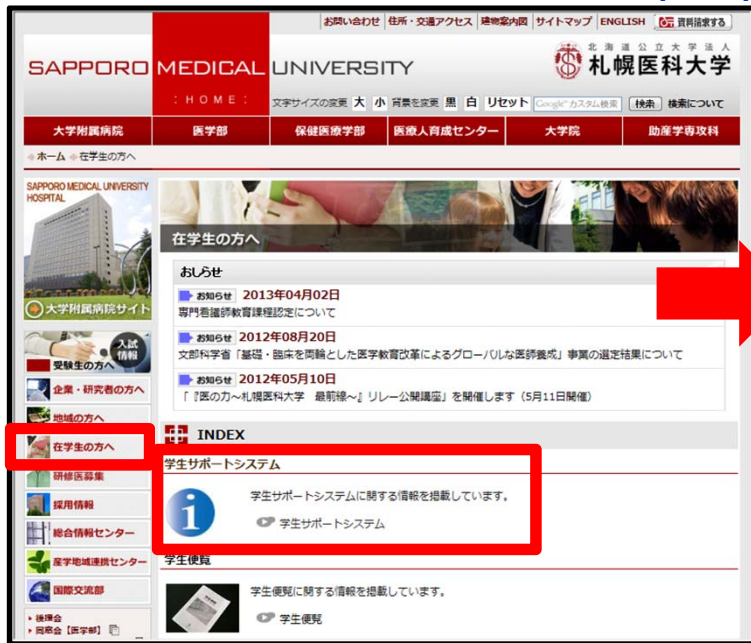 お問い合わせ 住所・交通アクセス 建物案内図 サイトマップ ENGLISH 資料請求する
SAPPORO MEDICAL UNIVERSITY
北海道公立大学法人
札幌医科大学
: HOME :
文字サイズの変更 大 小 背景を変更 黒 白 リセット Google カスタム検索 検索 検索について
大学附属病院 医学部 保健医療学部 医療人育成センター 大学院 助産学専攻科
ホーム 在学生の方へ
SAPPORO MEDICAL UNIVERSITY
HOSPITAL
大学附属病院サイト
入試
情報
受験生の方へ
企業・研究者の方へ
地域の方へ
在学生の方へ
研修医募集
採用情報
総合情報センター
産学地域連携センター
国際交流部
後援会
同窓会【医学部】
在学生の方へ
おしらせ
お知らせ 2013年04月02日
専門看護師教育課程認定について
お知らせ 2012年08月20日
文部科学省「基礎・臨床を両輪とした医学教育改革によるグローバルな医師養成」事業の選定結果について
お知らせ 2012年05月10日
「『医の力～札幌医科大学 最前線～』リレー公開講座」を開催します（5月11日開催）
INDEX
学生サポートシステム
学生サポートシステムに関する情報を掲載しています。
学生サポートシステム
学生便覧
学生便覧に関する情報を掲載しています。
学生便覧